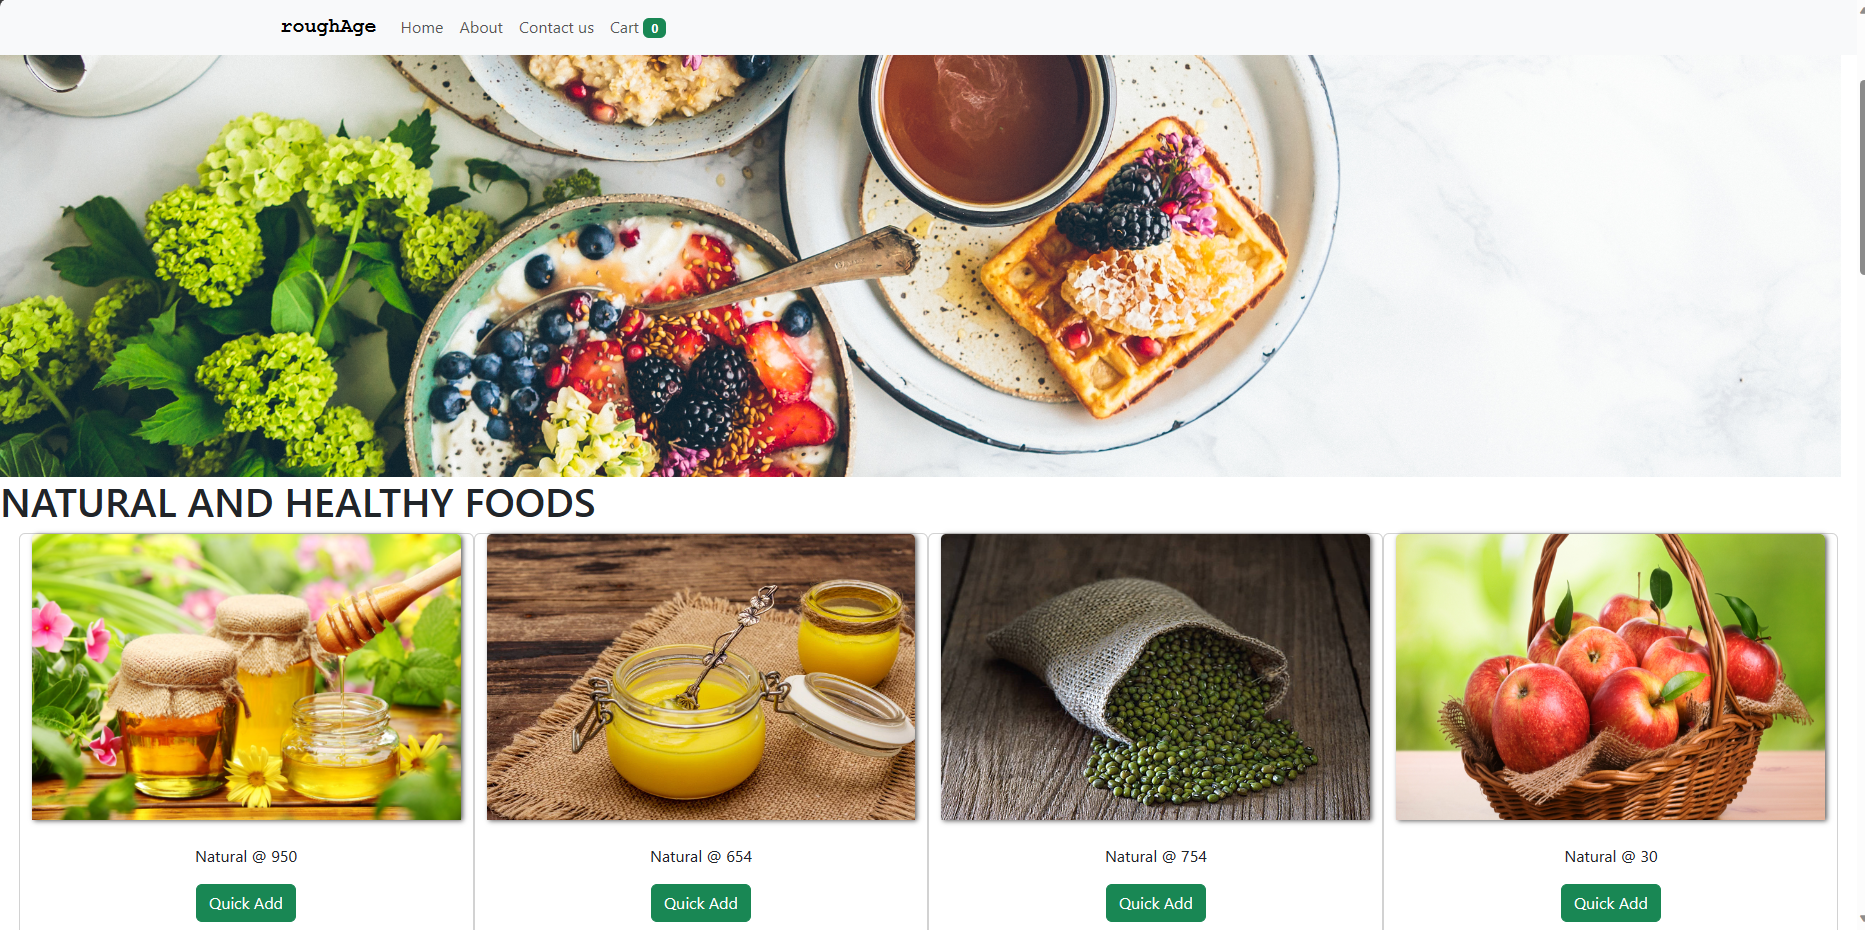 roughAge Home About Contact us Cart 0
NATURAL AND HEALTHY FOODS
Natural @ 950 Natural @ 654 Natural @ 754 Natural @ 30
Quick Add Quick Add Quick Add Quick Add